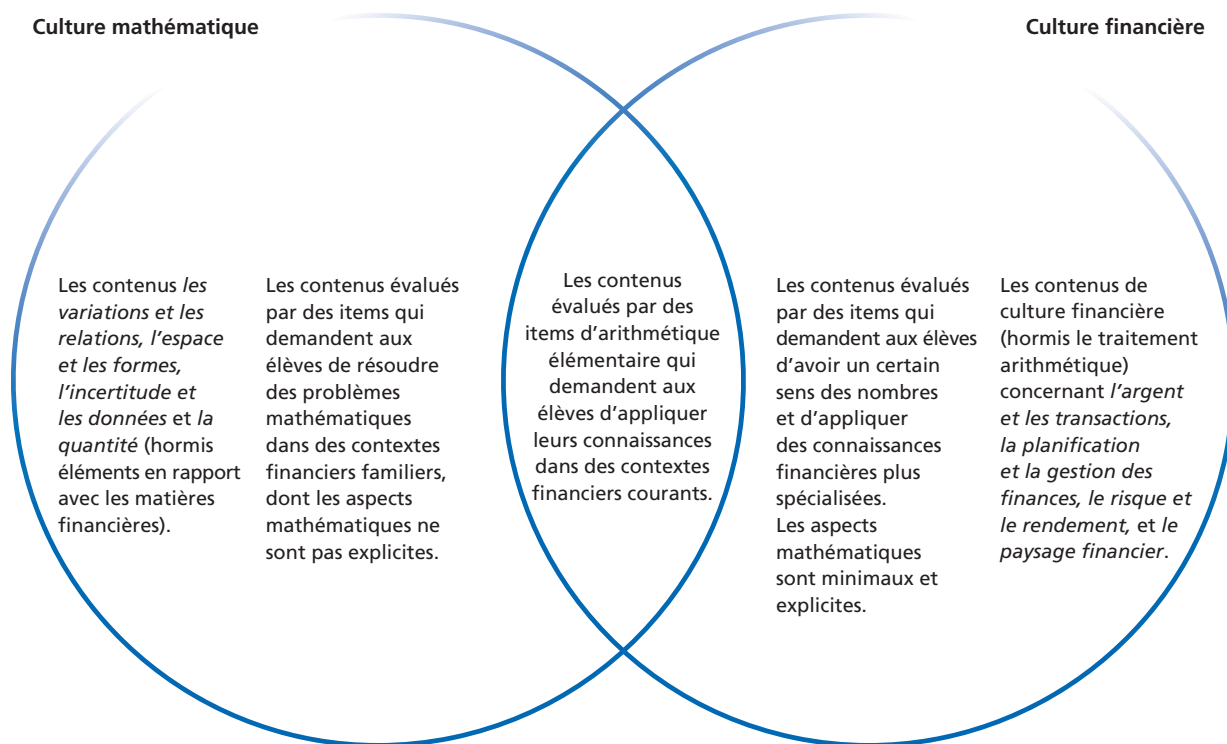 Culture mathématique
Culture financière
Les contenus les
variations et les
relations, l'espace
et les formes,
l'incertitude et
les données et la
quantité (hormis
éléments en rapport
avec les matières
financières).
Les contenus évalués
par des items qui
demandent aux
élèves de résoudre
des problèmes
mathématiques
dans des contextes
financiers familiers,
dont les aspects
mathématiques ne
sont pas explicites.
Les contenus
évalués par des
items d'arithmétique
élémentaire qui
demandent aux
élèves d'appliquer
leurs connaissances
dans des contextes
financiers courants.
Les contenus évalués
par des items qui
demandent aux élèves
d'avoir un certain
sens des nombres
et d'appliquer
des connaissances
financières plus
spécialisées.
Les aspects
mathématiques
sont minimaux et
explicites.
Les contenus de
culture financière
(hormis le traitement
arithmétique)
concernant l'argent
et les transactions,
la planification
et la gestion des
finances, le risque et
le rendement, et le
paysage financier.